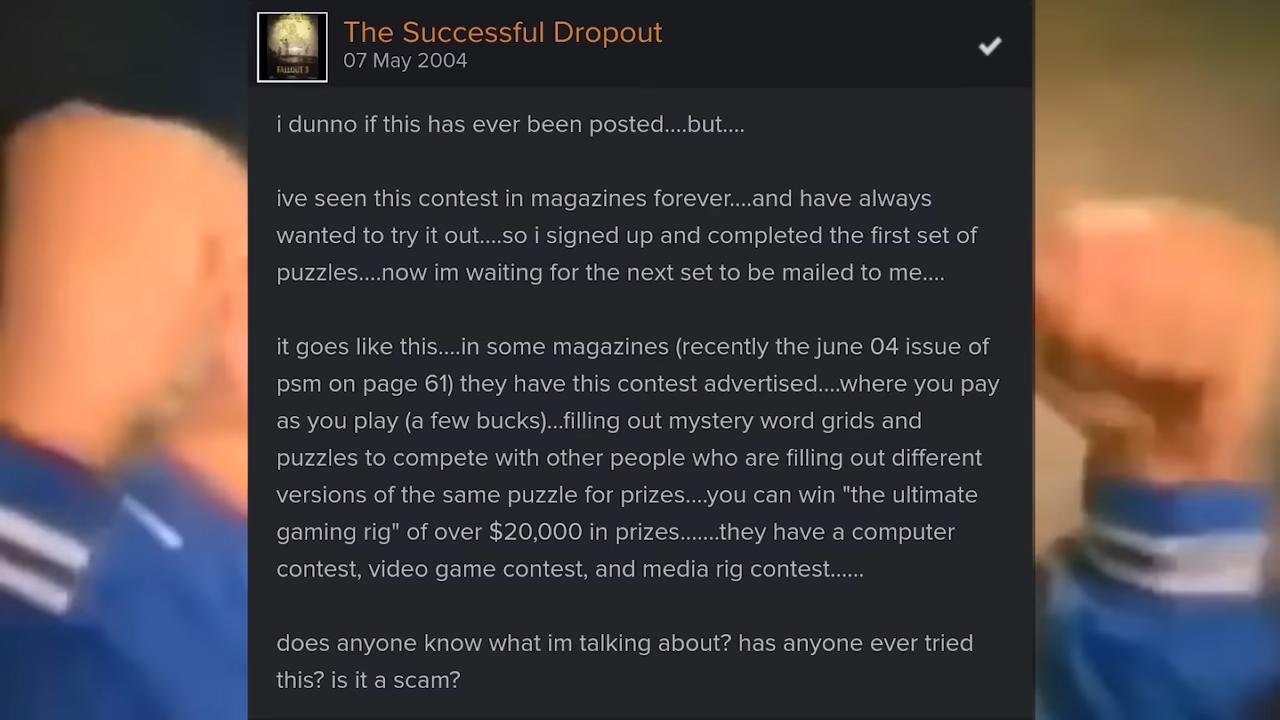 The Successful Dropout
07 May 2004
FALLOUT 3
i dunno if this has ever been posted....but....
ive seen this contest in magazines forever....and have always
wanted to try it out....so i signed up and completed the first set of
puzzles....now im waiting for the next set to be mailed to me....
it goes like this....in some magazines (recently the june 04 issue of
psm on page 61) they have this contest advertised....where you pay
as you play (a few bucks)...filling out mystery word grids and
puzzles to compete with other people who are filling out different
versions of the same puzzle for prizes....you can win "the ultimate
gaming rig" of over $20,000 in prizes.......they have a computer
contest, video game contest, and media rig contest......
does anyone know what im talking about? has anyone ever tried
this? is it a scam?